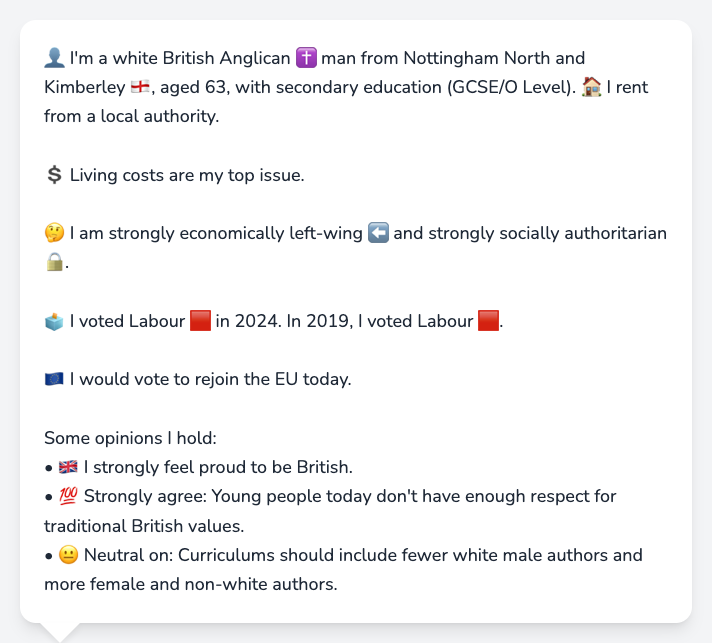 👤 I'm a white British Anglican ✝️ man from Nottingham North and
Kimberley 🏴󠁧󠁢󠁥󠁮󠁧󠁿, aged 63, with secondary education (GCSE/O Level). 🏠 I rent
from a local authority.
💲 Living costs are my top issue.
🤔 I am strongly economically left-wing ⬅️ and strongly socially authoritarian
🔒.
🗳️ I voted Labour 🟥 in 2024. In 2019, I voted Labour 🟥.
🇪🇺 I would vote to rejoin the EU today.
Some opinions I hold:
• 🇬🇧 I strongly feel proud to be British.
• 💯 Strongly agree: Young people today don't have enough respect for
traditional British values.
• 😐 Neutral on: Curriculums should include fewer white male authors and
more female and non-white authors.